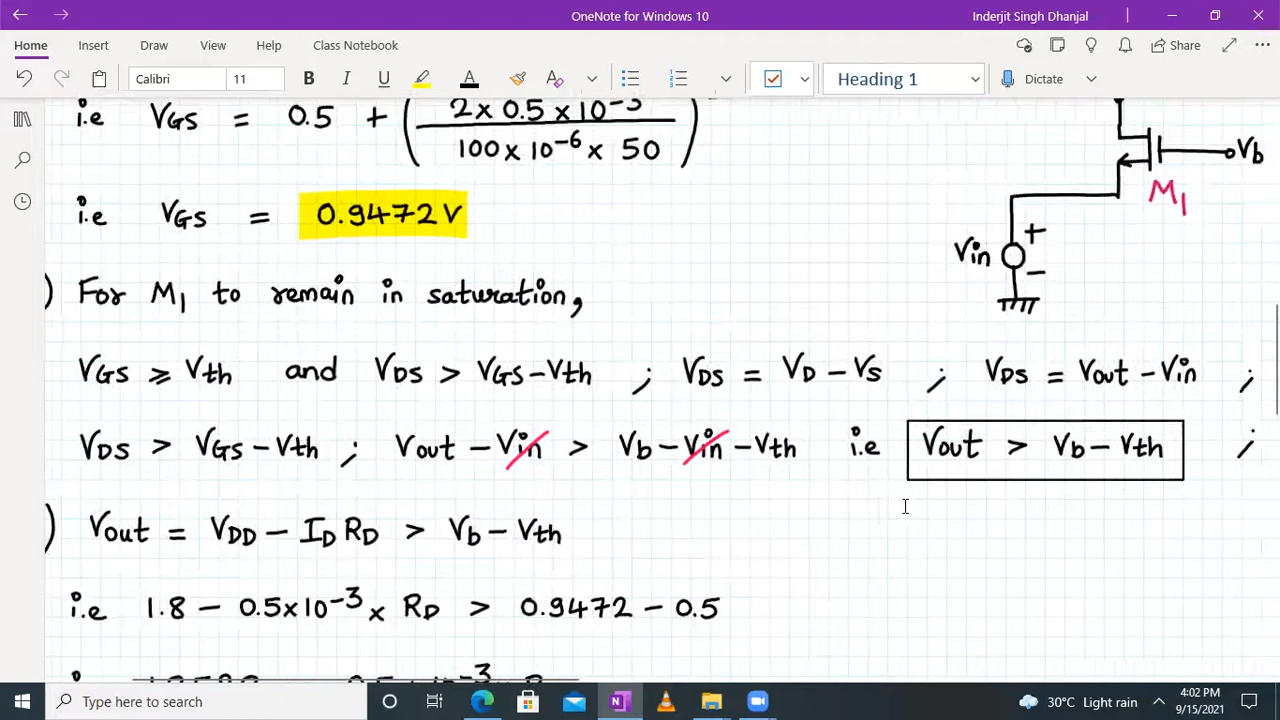 OneNote for Windows 10
Inderjit Singh Dhanjal
Home Insert Draw View Help Class Notebook
Share
Calibri 11 B I U A Heading 1 Dictate
i.e VGS = 0.5 + (2 x 0.5 x 10^-3 / 100 x 10^-6 x 50)
Vb
M1
i.e VGS = 0.9472 V
Vin + −
) For M1 to remain in saturation,
VGS ≥ Vth and VDS > VGS − Vth ; VDS = VD − VS ; VDS = Vout − Vin ;
VDS > VGS − Vth ; Vout − Vin > Vb − Vin − Vth i.e Vout > Vb − Vth ;
) Vout = VDD − ID RD > Vb − Vth
i.e 1.8 − 0.5x10^-3 x RD > 0.9472 − 0.5
Type here to search
30°C Light rain
4:02 PM
9/15/2021